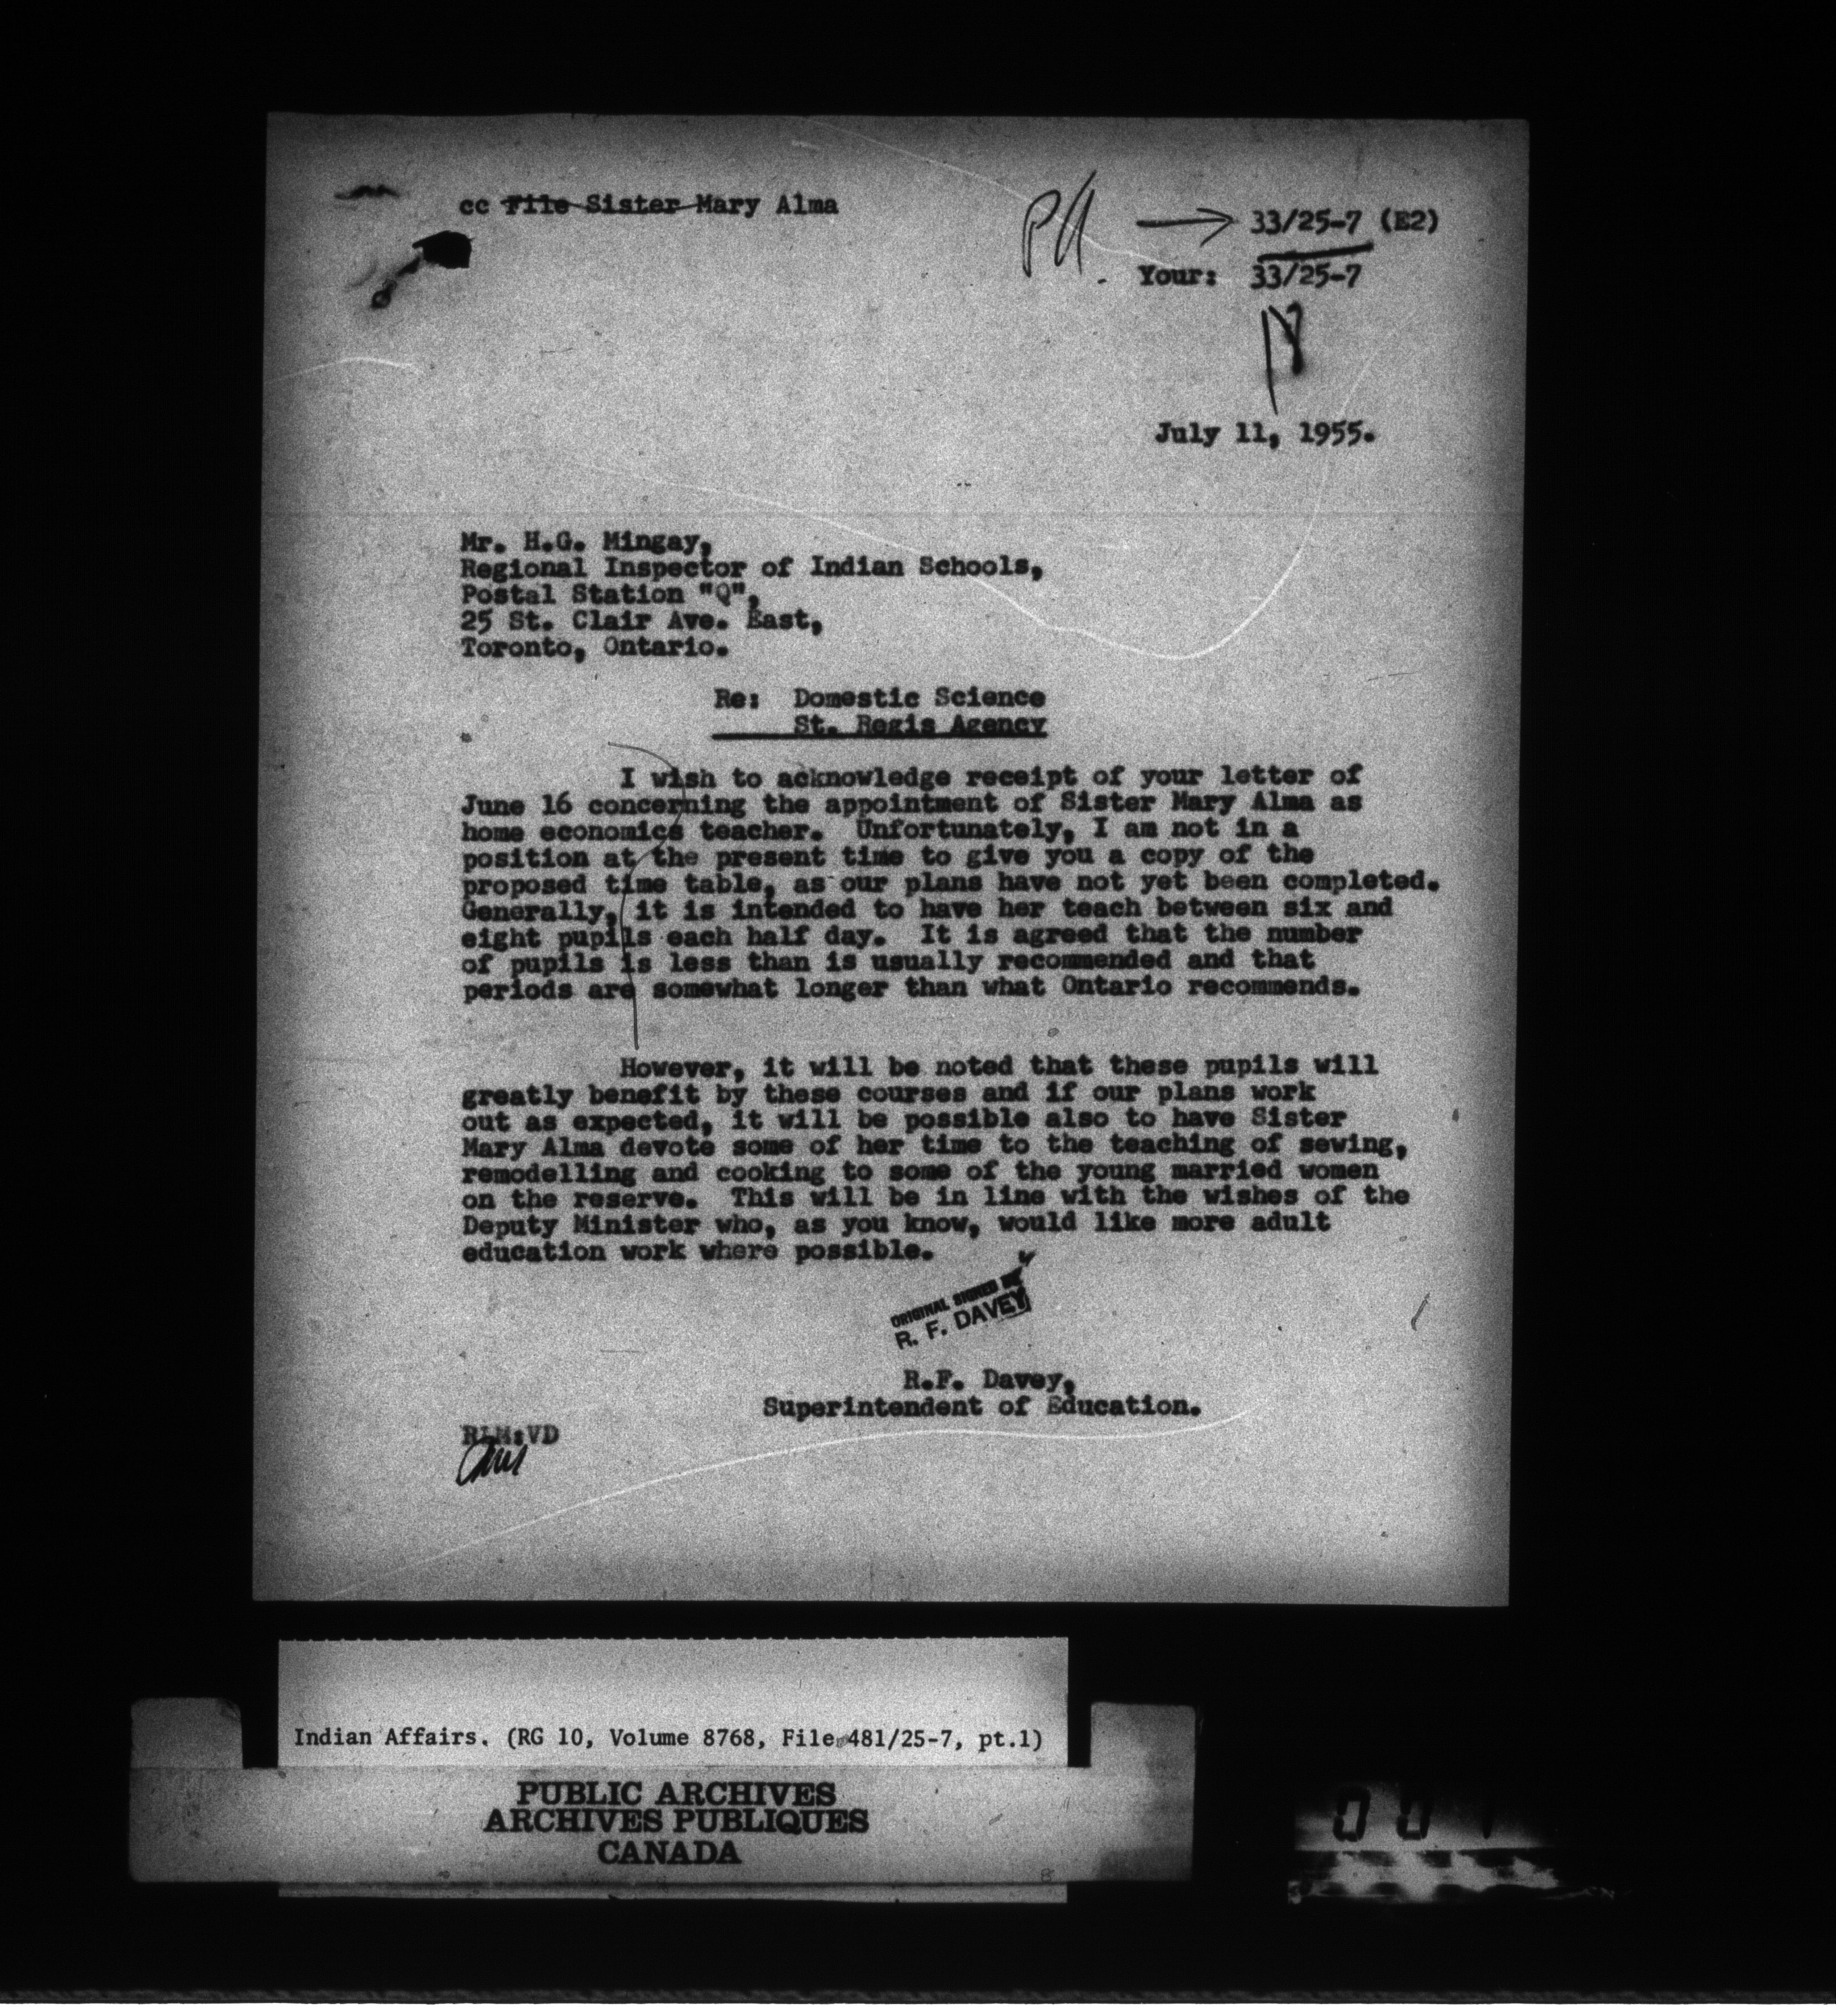 cc File Sister Mary Alma
PA.
33/25-7 (E2)
Your: 33/25-7
July 11, 1955.
Mr. H.G. Mingay,
Regional Inspector of Indian Schools,
Postal Station "Q",
25 St. Clair Ave. East,
Toronto, Ontario.
Re: Domestic Science
St. Regis Agency
I wish to acknowledge receipt of your letter of
June 16 concerning the appointment of Sister Mary Alma as
home economics teacher. Unfortunately, I am not in a
position at the present time to give you a copy of the
proposed time table, as our plans have not yet been completed.
Generally, it is intended to have her teach between six and
eight pupils each half day. It is agreed that the number
of pupils is less than is usually recommended and that
periods are somewhat longer than what Ontario recommends.
However, it will be noted that these pupils will
greatly benefit by these courses and if our plans work
out as expected, it will be possible also to have Sister
Mary Alma devote some of her time to the teaching of sewing,
remodelling and cooking to some of the young married women
on the reserve. This will be in line with the wishes of the
Deputy Minister who, as you know, would like more adult
education work where possible.
ORIGINAL SIGNED BY
R. F. DAVEY
R.F. Davey,
Superintendent of Education.
RLM:VD
Indian Affairs. (RG 10, Volume 8768, File 481/25-7, pt.1)
PUBLIC ARCHIVES
ARCHIVES PUBLIQUES
CANADA